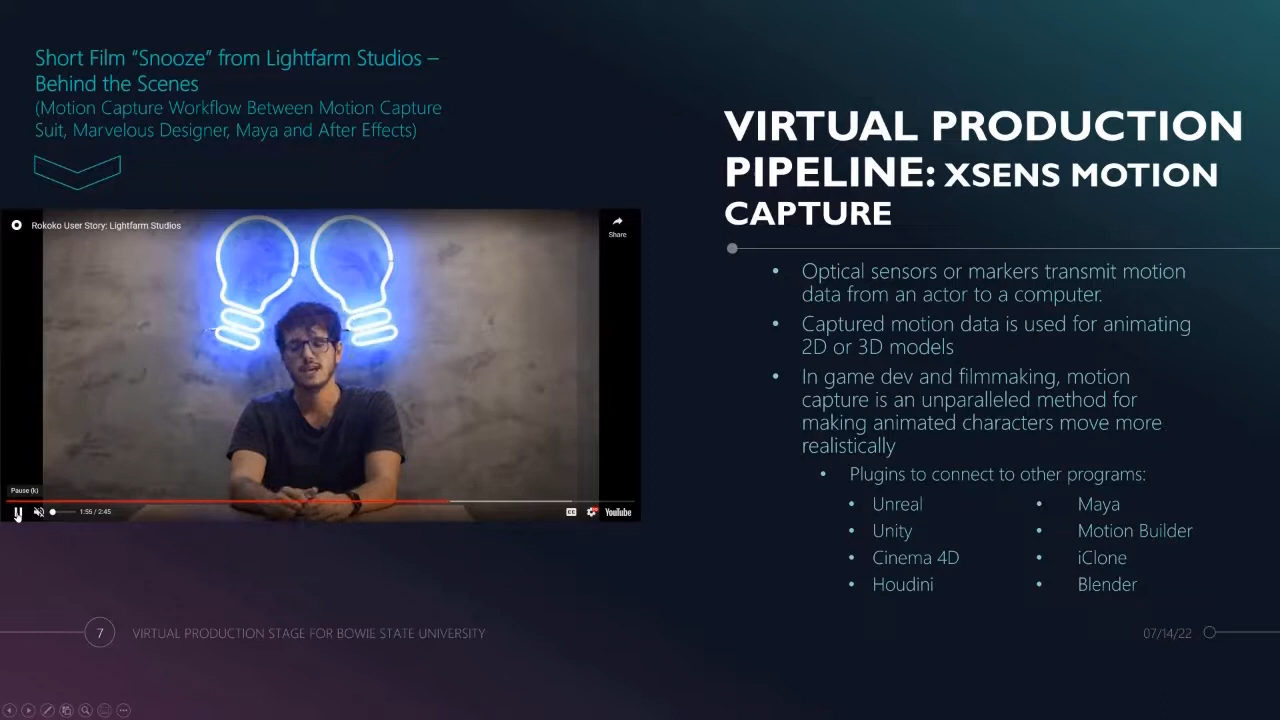 Short Film “Snooze” from Lightfarm Studios –
Behind the Scenes
(Motion Capture Workflow Between Motion Capture
Suit, Marvelous Designer, Maya and After Effects)
Rokoko User Story: Lightfarm Studios
Share
Pause (k)
1:55 / 2:45
CC
YouTube
VIRTUAL PRODUCTION
PIPELINE: XSENS MOTION
CAPTURE
• Optical sensors or markers transmit motion
data from an actor to a computer.
• Captured motion data is used for animating
2D or 3D models
• In game dev and filmmaking, motion
capture is an unparalleled method for
making animated characters move more
realistically
• Plugins to connect to other programs:
• Unreal
• Unity
• Cinema 4D
• Houdini
• Maya
• Motion Builder
• iClone
• Blender
7
VIRTUAL PRODUCTION STAGE FOR BOWIE STATE UNIVERSITY
07/14/22